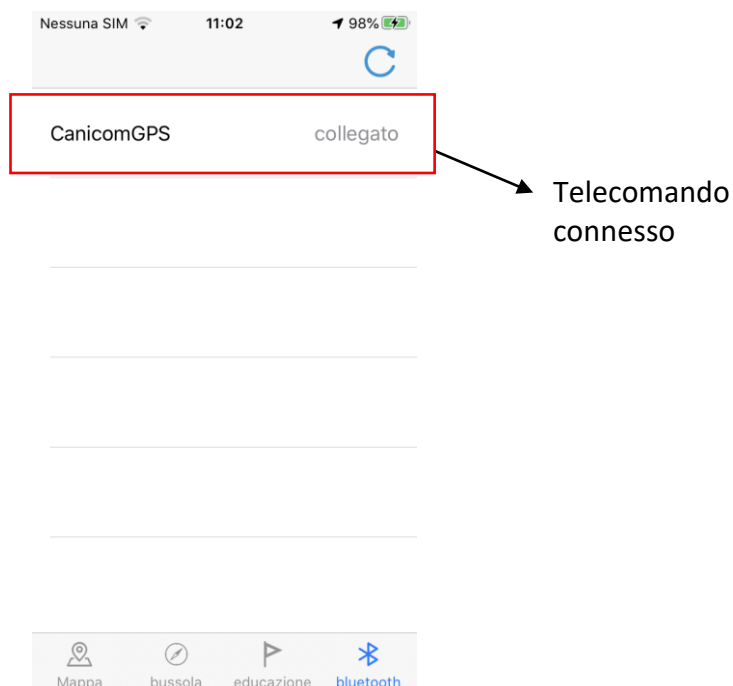 Nessuna SIM 11:02 98%
CanicomGPS collegato
Telecomando
connesso
Mappa bussola educazione bluetooth